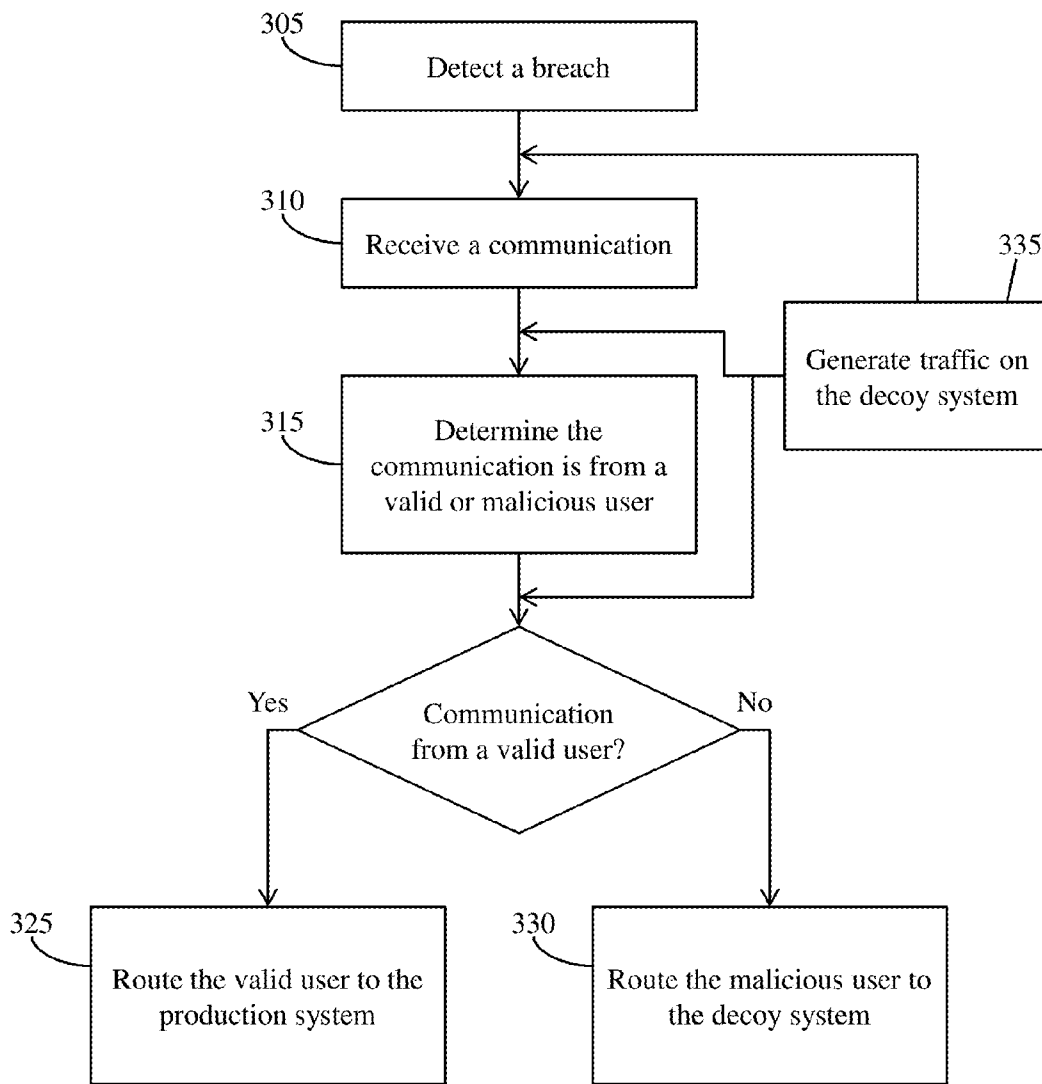 305
Detect a breach
310
Receive a communication
335
Generate traffic on
the decoy system
315
Determine the
communication is from a
valid or malicious user
Yes
No
Communication
from a valid user?
325
Route the valid user to the
production system
330
Route the malicious user to
the decoy system